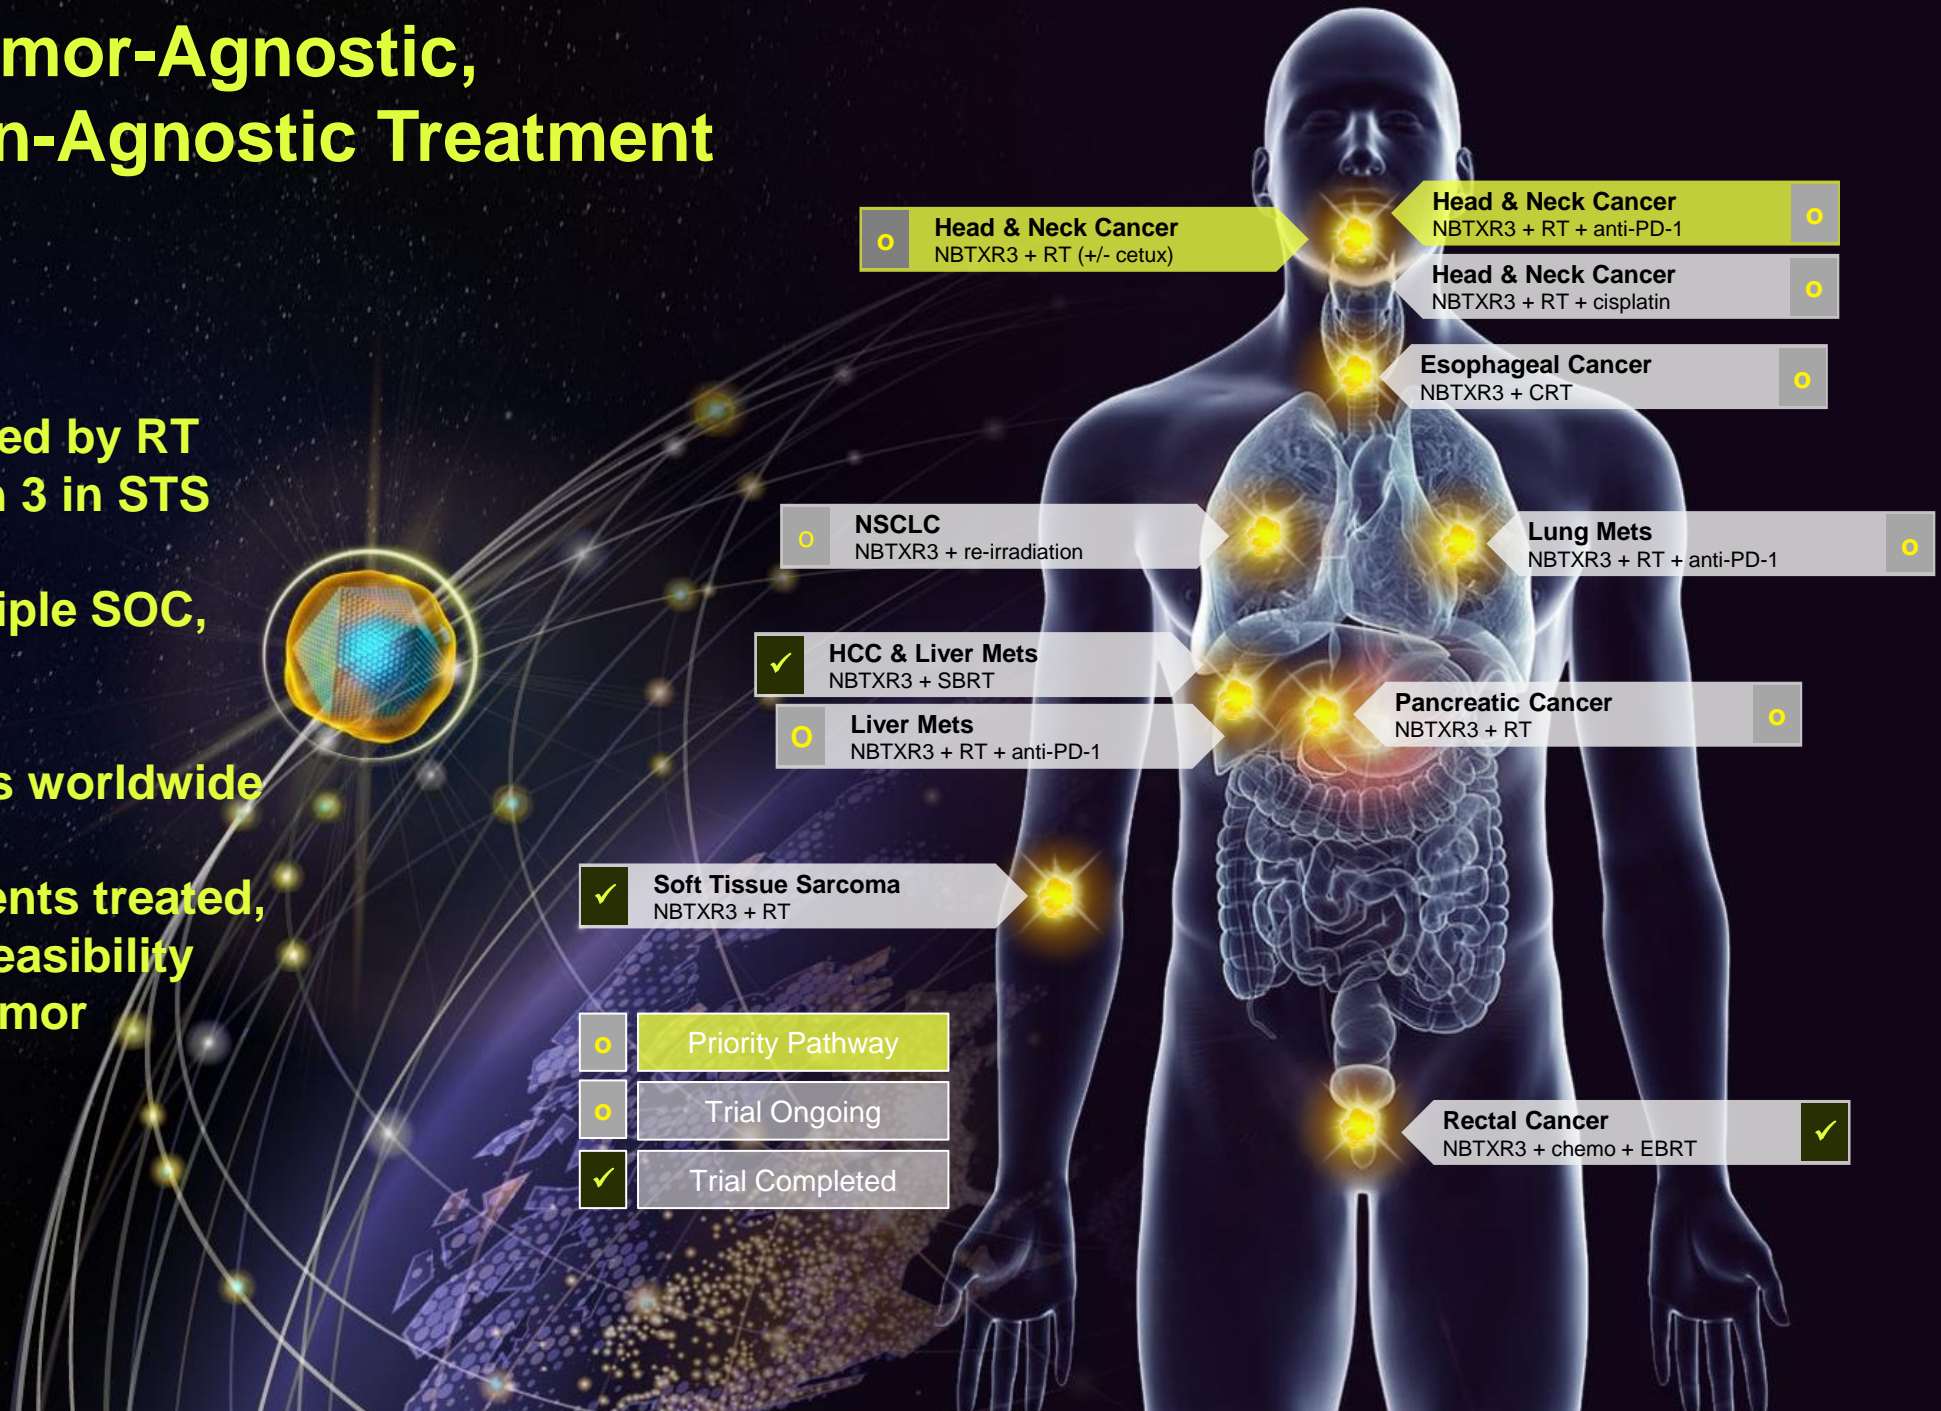 mor-Agnostic,
n-Agnostic Treatment
ed by RT
3 in STS
iple SOC,
s worldwide
ents treated,
easibility
mor
o
Head & Neck Cancer
NBTXR3 + RT (+/- cetux)
Head & Neck Cancer
NBTXR3 + RT + anti-PD-1
o
Head & Neck Cancer
NBTXR3 + RT + cisplatin
o
Esophageal Cancer
NBTXR3 + CRT
o
o
NSCLC
NBTXR3 + re-irradiation
Lung Mets
NBTXR3 + RT + anti-PD-1
o
✓
HCC & Liver Mets
NBTXR3 + SBRT
O
Liver Mets
NBTXR3 + RT + anti-PD-1
Pancreatic Cancer
NBTXR3 + RT
o
✓
Soft Tissue Sarcoma
NBTXR3 + RT
o
Priority Pathway
o
Trial Ongoing
✓
Trial Completed
Rectal Cancer
NBTXR3 + chemo + EBRT
✓